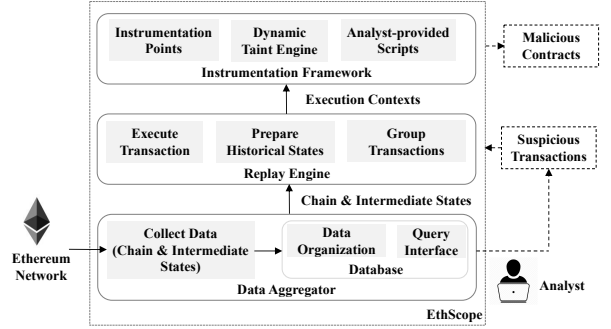 Instrumentation
Points
Dynamic
Taint Engine
Analyst-provided
Scripts
Instrumentation Framework
Malicious
Contracts
Execution Contexts
Execute
Transaction
Prepare
Historical States
Group
Transactions
Replay Engine
Suspicious
Transactions
Chain & Intermediate States
Ethereum
Network
Collect Data
(Chain & Intermediate
States)
Data
Organization
Query
Interface
Database
Data Aggregator
Analyst
EthScope